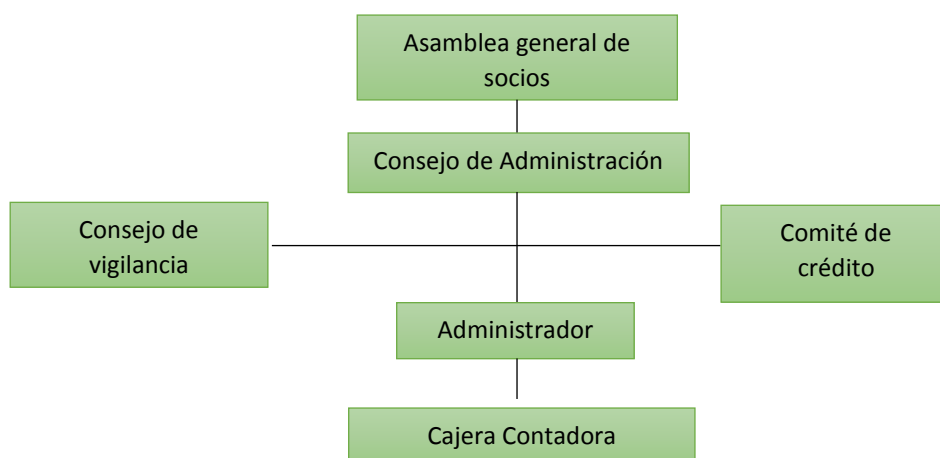 Asamblea general de
socios
Consejo de Administración
Consejo de
vigilancia
Comité de
crédito
Administrador
Cajera Contadora